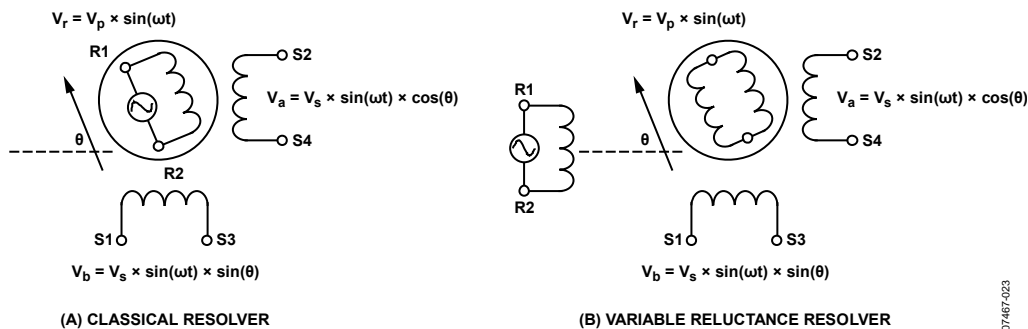 V_r = V_p × sin(ωt)
R1
S2
V_a = V_s × sin(ωt) × cos(θ)
θ
S4
R2
S1
S3
V_b = V_s × sin(ωt) × sin(θ)
(A) CLASSICAL RESOLVER
V_r = V_p × sin(ωt)
S2
R1
V_a = V_s × sin(ωt) × cos(θ)
θ
S4
R2
S1
S3
V_b = V_s × sin(ωt) × sin(θ)
(B) VARIABLE RELUCTANCE RESOLVER
07467-023